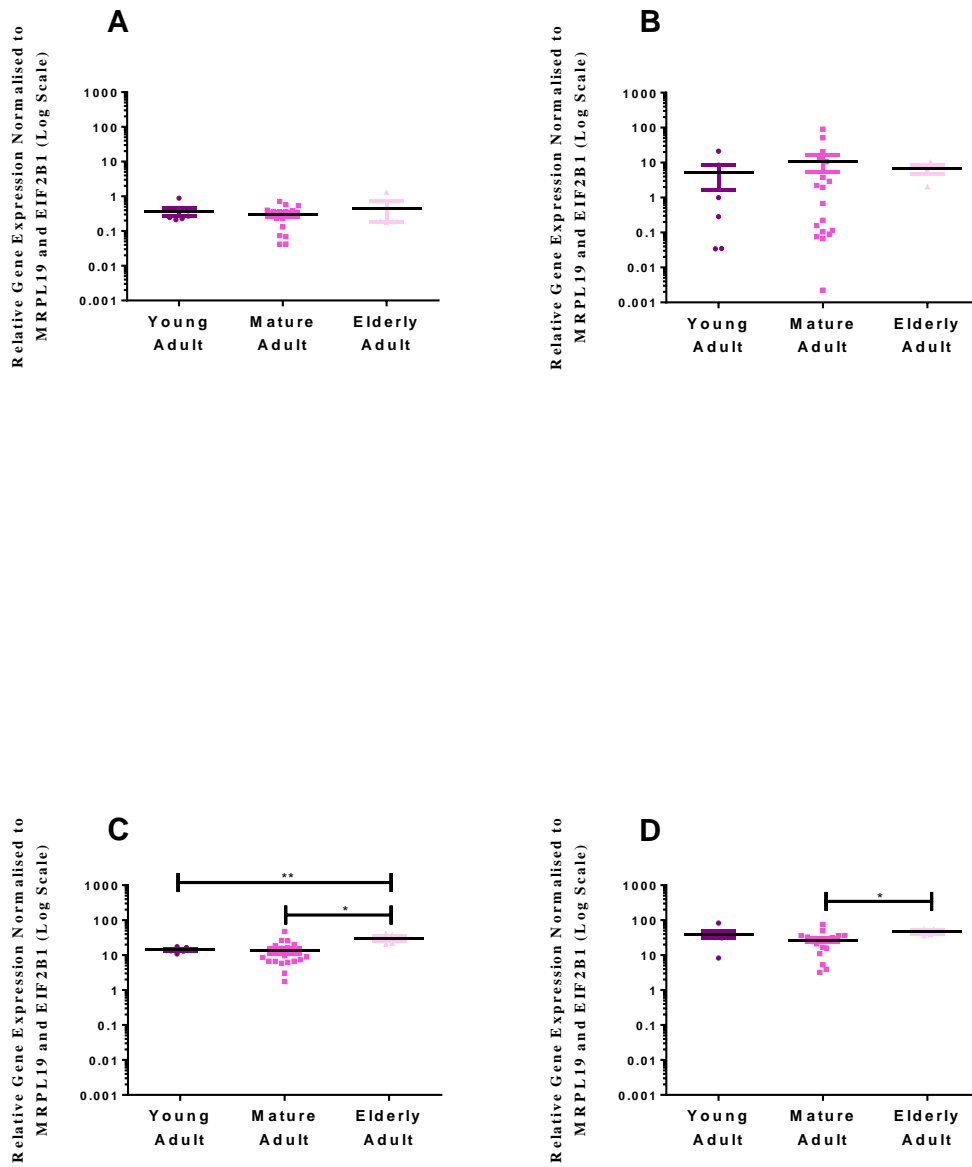 A
Relative Gene Expression Normalised to
MRPL19 and EIF2B1 (Log Scale)
1000
100
10
1
0.1
0.01
0.001
Young
Adult
Mature
Adult
Elderly
Adult
B
Relative Gene Expression Normalised to
MRPL19 and EIF2B1 (Log Scale)
1000
100
10
1
0.1
0.01
0.001
Young
Adult
Mature
Adult
Elderly
Adult
C
Relative Gene Expression Normalised to
MRPL19 and EIF2B1 (Log Scale)
**
*
1000
100
10
1
0.1
0.01
0.001
Young
Adult
Mature
Adult
Elderly
Adult
D
Relative Gene Expression Normalised to
MRPL19 and EIF2B1 (Log Scale)
*
1000
100
10
1
0.1
0.01
0.001
Young
Adult
Mature
Adult
Elderly
Adult